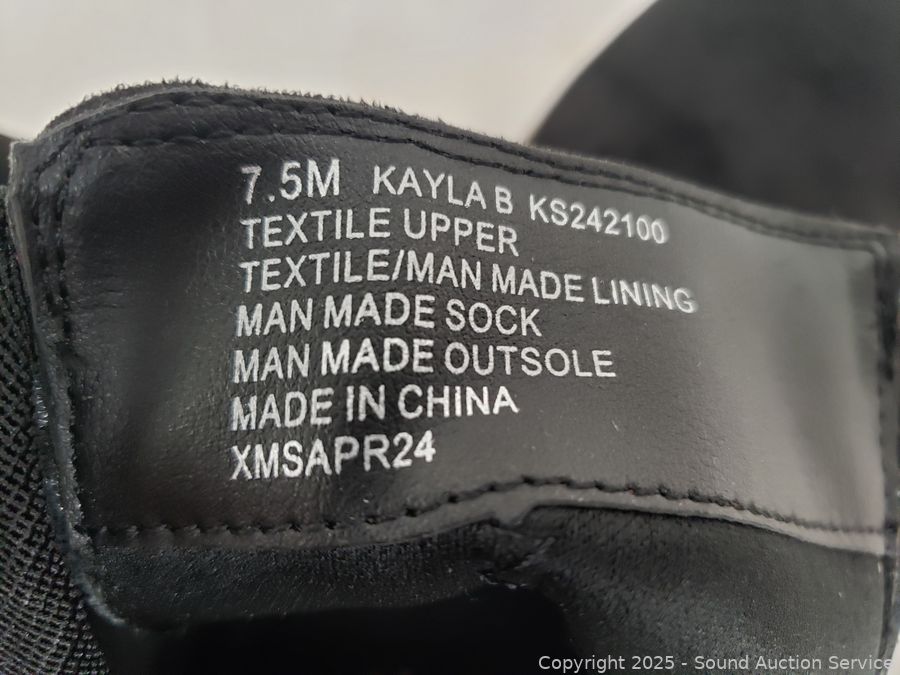 7.5M KAYLA B KS242100
TEXTILE UPPER
TEXTILE/MAN MADE LINING
MAN MADE SOCK
MAN MADE OUTSOLE
MADE IN CHINA
XMSAPR24
Copyright 2025 - Sound Auction Service